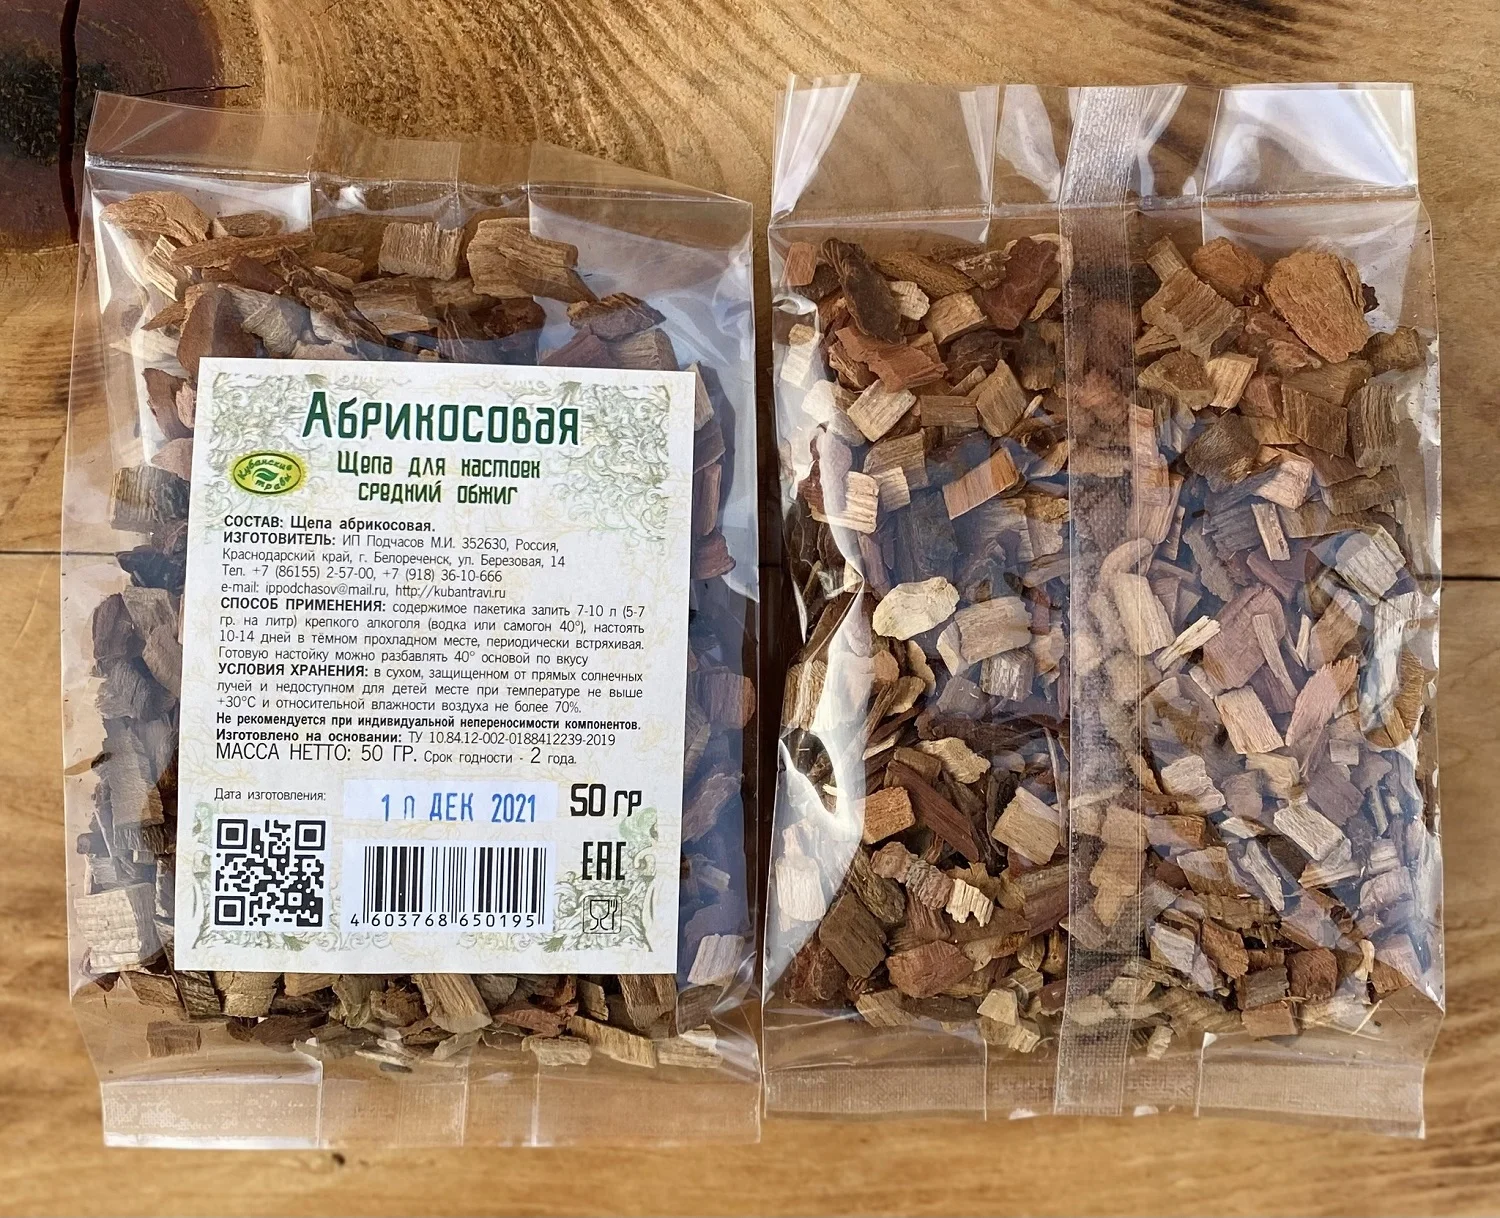 Абрикосовая
Кубанские травы
Щепа для настоек
средний обжиг
СОСТАВ: Щепа абрикосовая.
ИЗГОТОВИТЕЛЬ: ИП Подчасов М.И. 352630, Россия,
Краснодарский край, г. Белореченск, ул. Березовая, 14
Тел. +7 (86155) 2-57-00, +7 (918) 36-10-666
e-mail: ippodchasov@mail.ru, http://kubantravi.ru
СПОСОБ ПРИМЕНЕНИЯ: содержимое пакетика залить 7-10 л (5-7
гр. на литр) крепкого алкоголя (водка или самогон 40°), настоять
10-14 дней в тёмном прохладном месте, периодически встряхивая.
Готовую настойку можно разбавлять 40° основой по вкусу
УСЛОВИЯ ХРАНЕНИЯ: в сухом, защищенном от прямых солнечных
лучей и недоступном для детей месте при температуре не выше
+30°С и относительной влажности воздуха не более 70%.
Не рекомендуется при индивидуальной непереносимости компонентов.
Изготовлено на основании: ТУ 10.84.12-002-0188412239-2019
МАССА НЕТТО: 50 ГР. Срок годности - 2 года.
Дата изготовления:
10 ДЕК 2021
50 гр
ЕАС
4 603768 650195